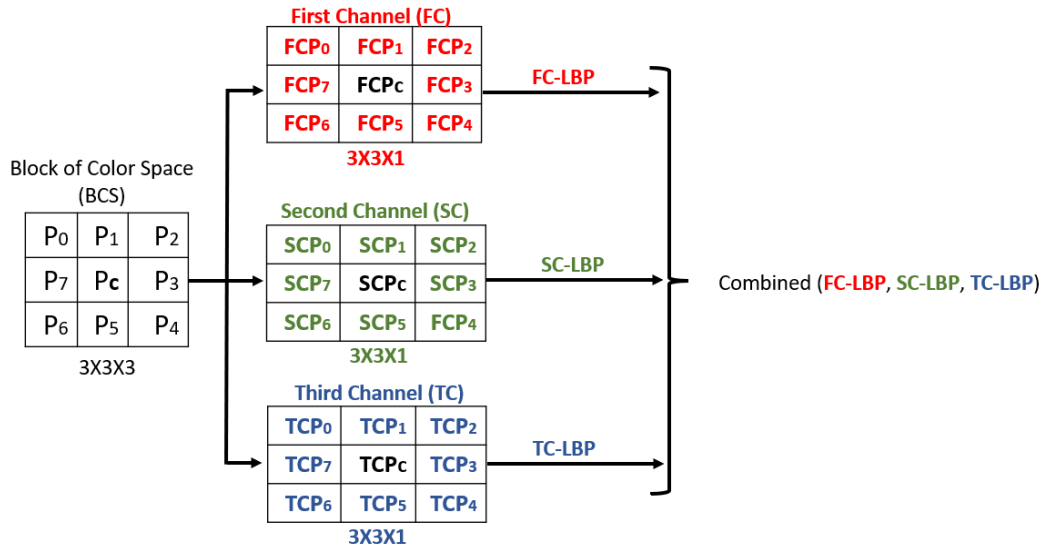 First Channel (FC)
FCP0 FCP1 FCP2
FCP7 FCPC FCP3
FCP6 FCP5 FCP4
3X3X1
FC-LBP
Block of Color Space
(BCS)
P0 P1 P2
P7 Pc P3
P6 P5 P4
3X3X3
Second Channel (SC)
SCP0 SCP1 SCP2
SCP7 SCPC SCP3
SCP6 SCP5 FCP4
3X3X1
SC-LBP
Third Channel (TC)
TCP0 TCP1 TCP2
TCP7 TCPC TCP3
TCP6 TCP5 TCP4
3X3X1
TC-LBP
Combined (FC-LBP, SC-LBP, TC-LBP)